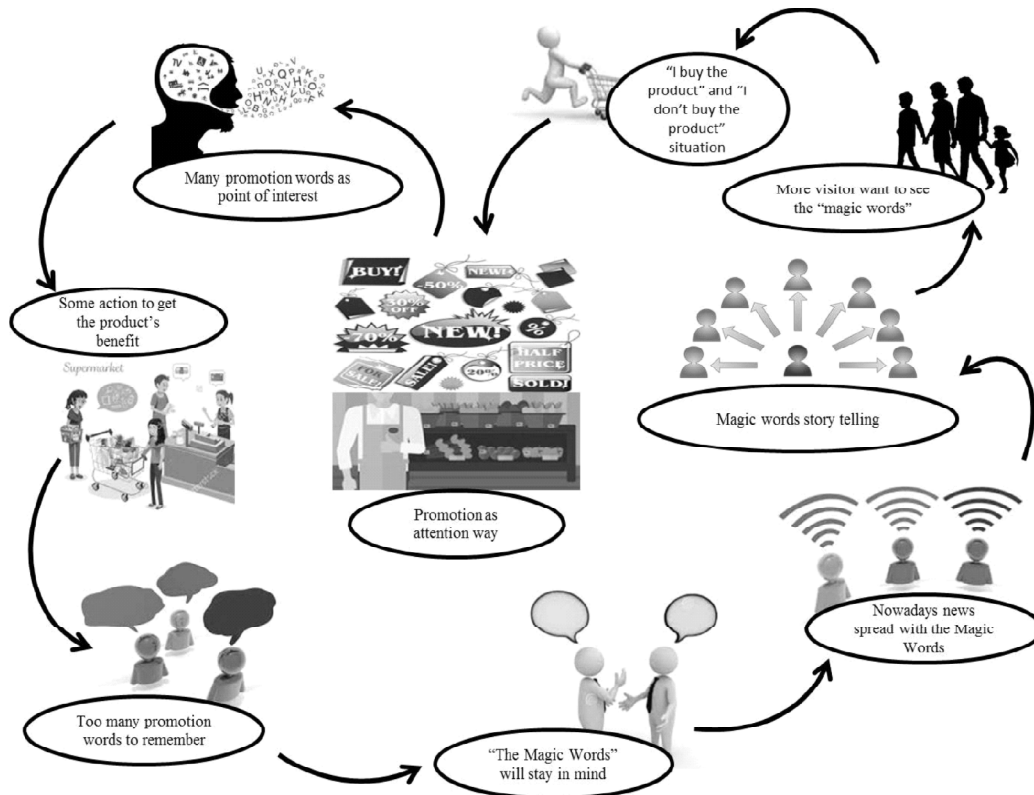 "I buy the
product" and "I
don't buy the
product"
situation
Many promotion words as
point of interest
More visitor want to see
the "magic words"
BUY!
-50%
NEW!
30%
OFF
NEW!
%
-70%
HALF
PRICE
FOR
SALE!
SALE!
20%
SOLD!
Some action to get
the product's
benefit
Supermarket
Magic words story telling
Promotion as
attention way
Nowadays news
spread with the Magic
Words
Too many promotion
words to remember
"The Magic Words"
will stay in mind